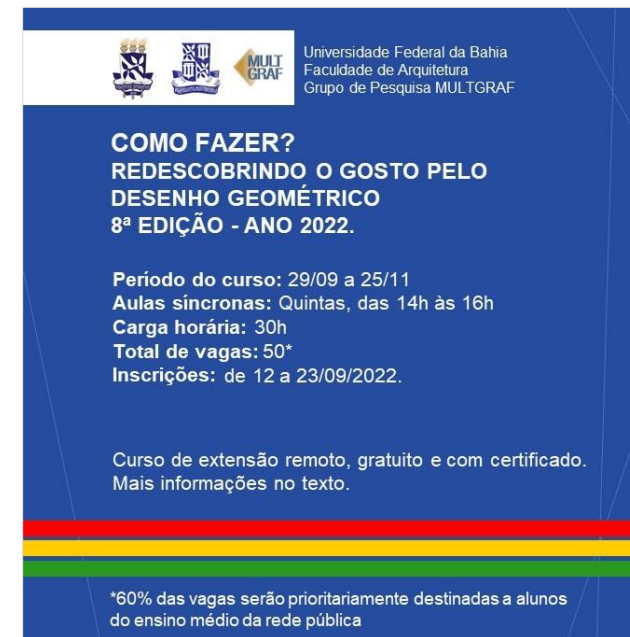 MULT
GRAF
Universidade Federal da Bahia
Faculdade de Arquitetura
Grupo de Pesquisa MULTGRAF
COMO FAZER?
REDESCOBRINDO O GOSTO PELO
DESENHO GEOMÉTRICO
8ª EDIÇÃO - ANO 2022.
Período do curso: 29/09 a 25/11
Aulas síncronas: Quintas, das 14h às 16h
Carga horária: 30h
Total de vagas: 50*
Inscrições: de 12 a 23/09/2022.
Curso de extensão remoto, gratuito e com certificado.
Mais informações no texto.
*60% das vagas serão prioritariamente destinadas a alunos
do ensino médio da rede pública